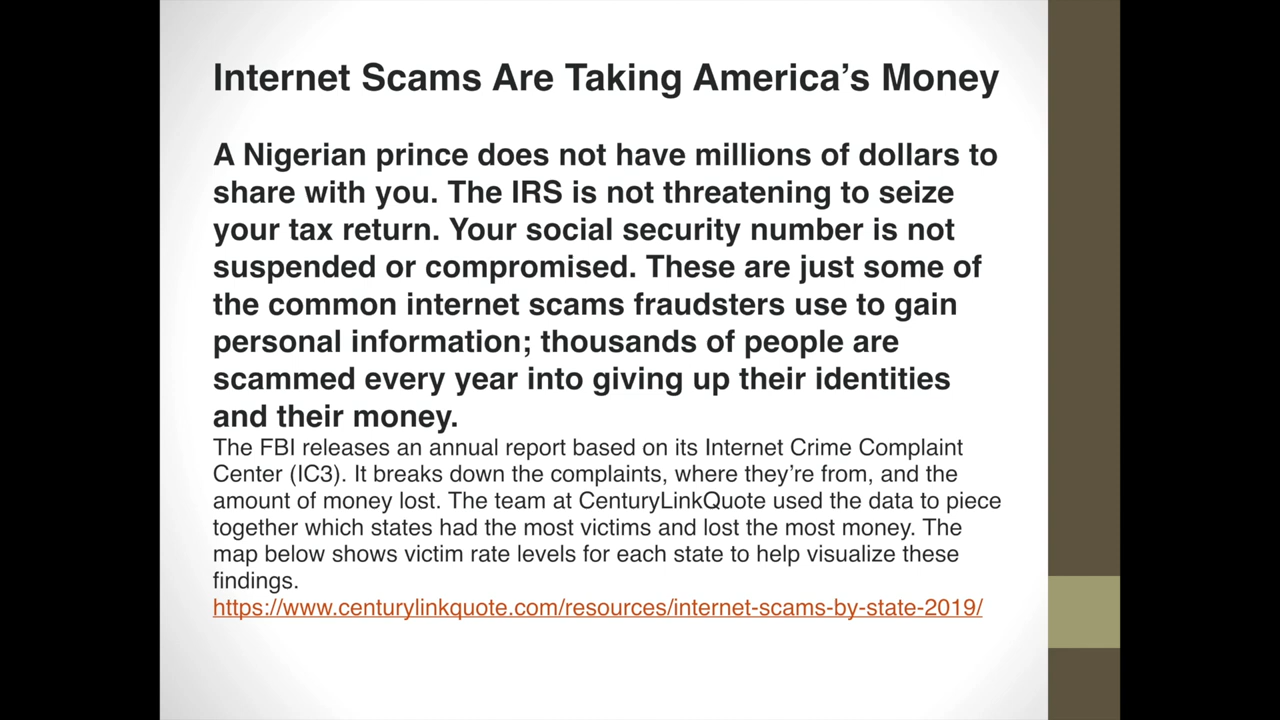 Internet Scams Are Taking America’s Money
A Nigerian prince does not have millions of dollars to
share with you. The IRS is not threatening to seize
your tax return. Your social security number is not
suspended or compromised. These are just some of
the common internet scams fraudsters use to gain
personal information; thousands of people are
scammed every year into giving up their identities
and their money.
The FBI releases an annual report based on its Internet Crime Complaint
Center (IC3). It breaks down the complaints, where they’re from, and the
amount of money lost. The team at CenturyLinkQuote used the data to piece
together which states had the most victims and lost the most money. The
map below shows victim rate levels for each state to help visualize these
findings.
https://www.centurylinkquote.com/resources/internet-scams-by-state-2019/